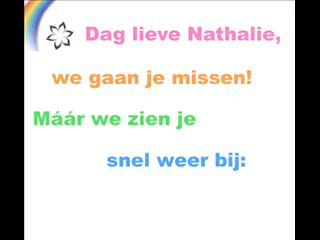 Dag lieve Nathalie,
we gaan je missen!
Máár we zien je
snel weer bij: